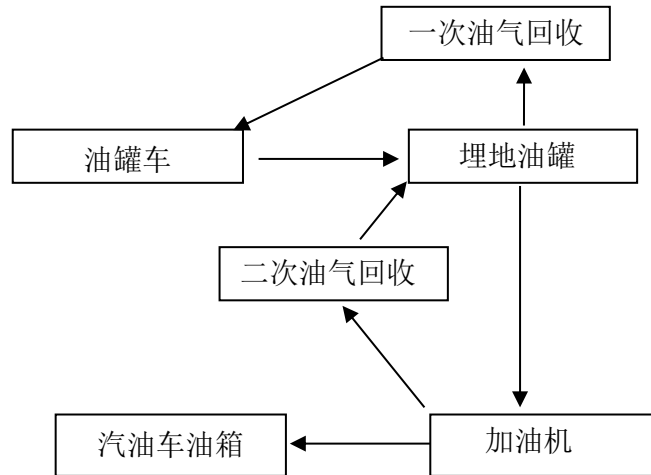 一次油气回收
油罐车
埋地油罐
二次油气回收
汽油车油箱
加油机